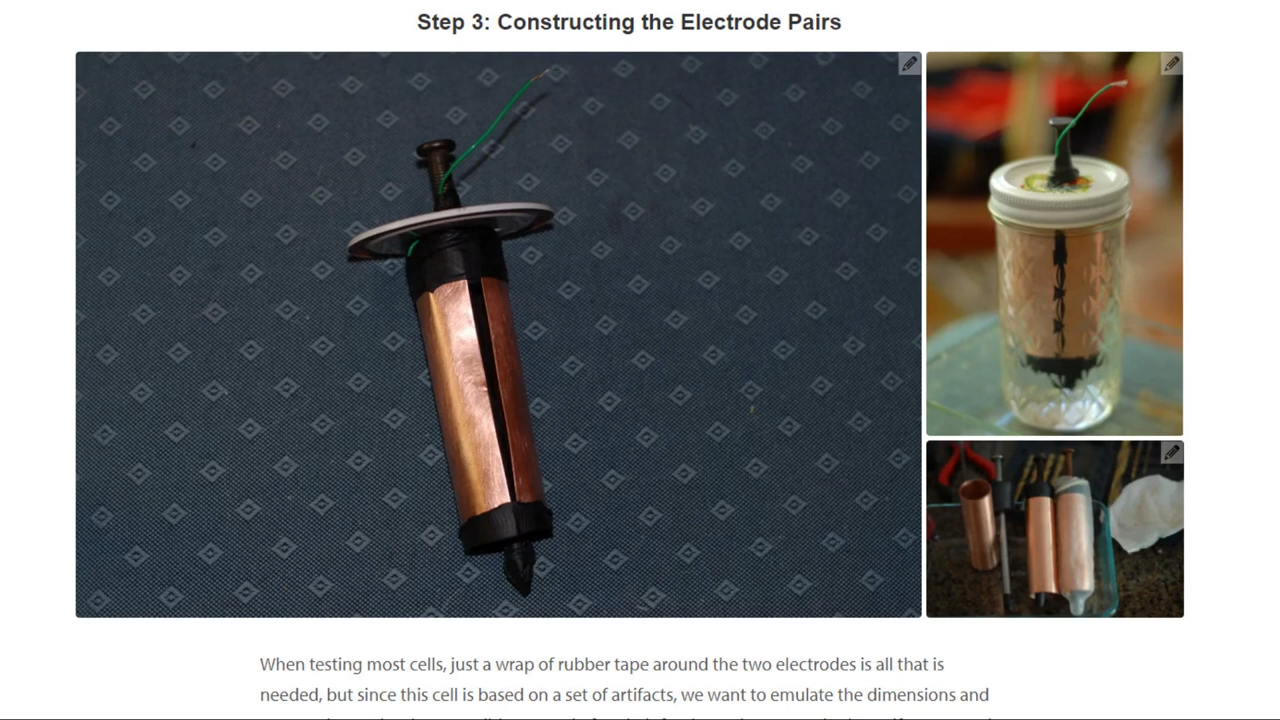 Step 3: Constructing the Electrode Pairs
When testing most cells, just a wrap of rubber tape around the two electrodes is all that is
needed, but since this cell is based on a set of artifacts, we want to emulate the dimensions and